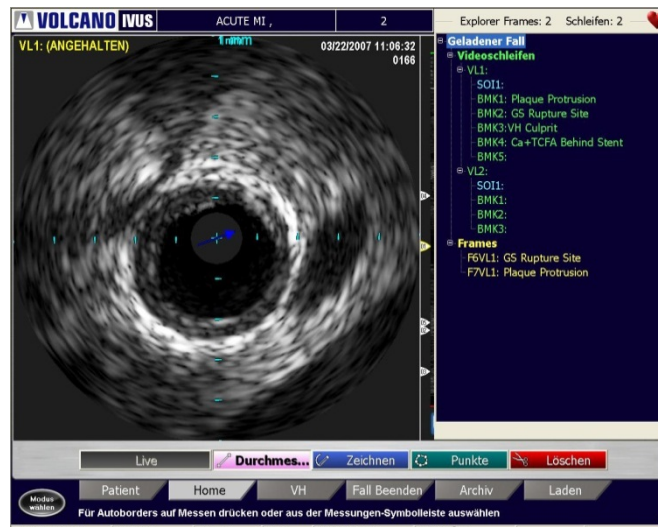 VOLCANO IVUS ACUTE MI , 2 Explorer Frames: 2 Schleifen: 2
VL1: (ANGEHALTEN) 1 mm 03/22/2007 11:06:32
0166
Geladener Fall
Videoschleifen
VL1:
SOI1:
BMK1: Plaque Protrusion
BMK2: GS Rupture Site
BMK3:VH Culprit
BMK4: Ca+TCFA Behind Stent
BMK5:
VL2:
SOI1:
BMK1:
BMK2:
BMK3:
Frames
F6VL1: GS Rupture Site
F7VL1: Plaque Protrusion
Live Durchmes... Zeichnen Punkte Löschen
Modus wählen Patient Home VH Fall Beenden Archiv Laden
Für Autoborders auf Messen drücken oder aus der Messungen-Symbolleiste auswählen